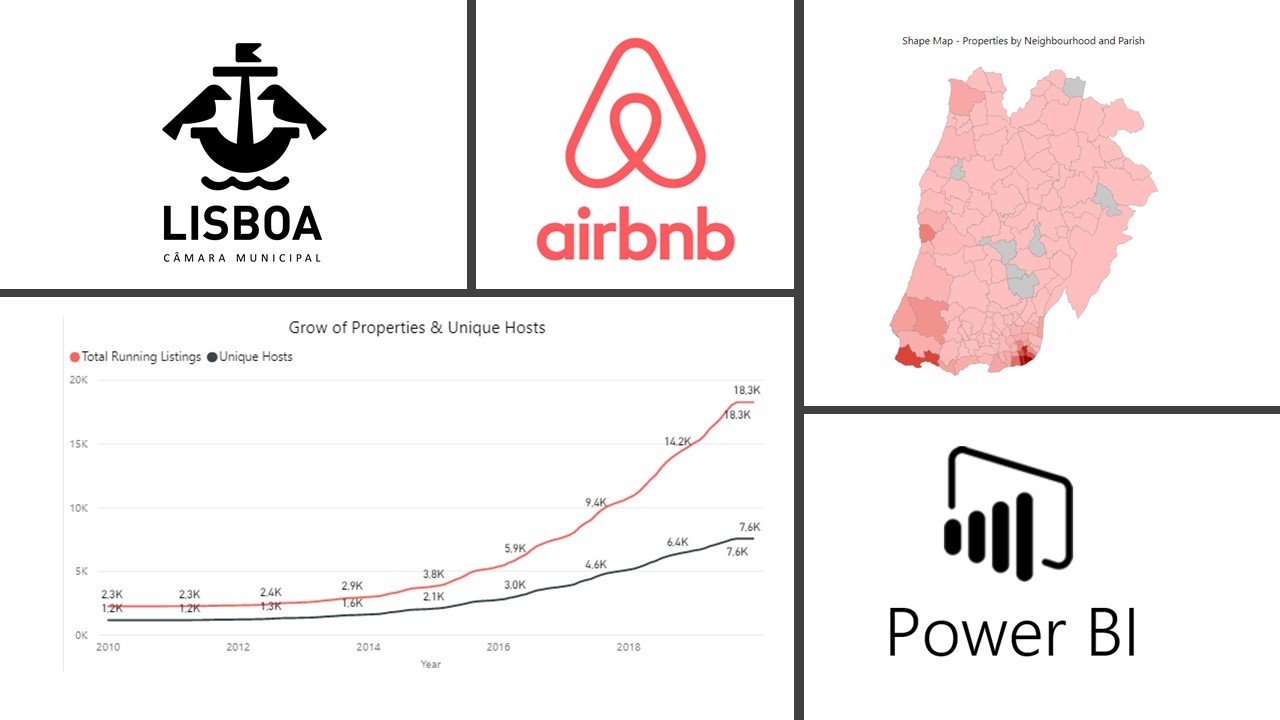 LISBOA
CÂMARA MUNICIPAL
airbnb
Shape Map - Properties by Neighbourhood and Parish
Grow of Properties & Unique Hosts
Total Running Listings Unique Hosts
20K
18,3K
18,3K
15K
14,2K
10K
9,4K
7,6K
7,6K
6,4K
5,9K
5K
4,6K
3,8K
3,0K
2,3K 2,3K 2,4K 2,9K
1,2K 1,2K 1,3K 1,6K 2,1K
0K
2010 2012 2014 2016 2018
Year
Power BI